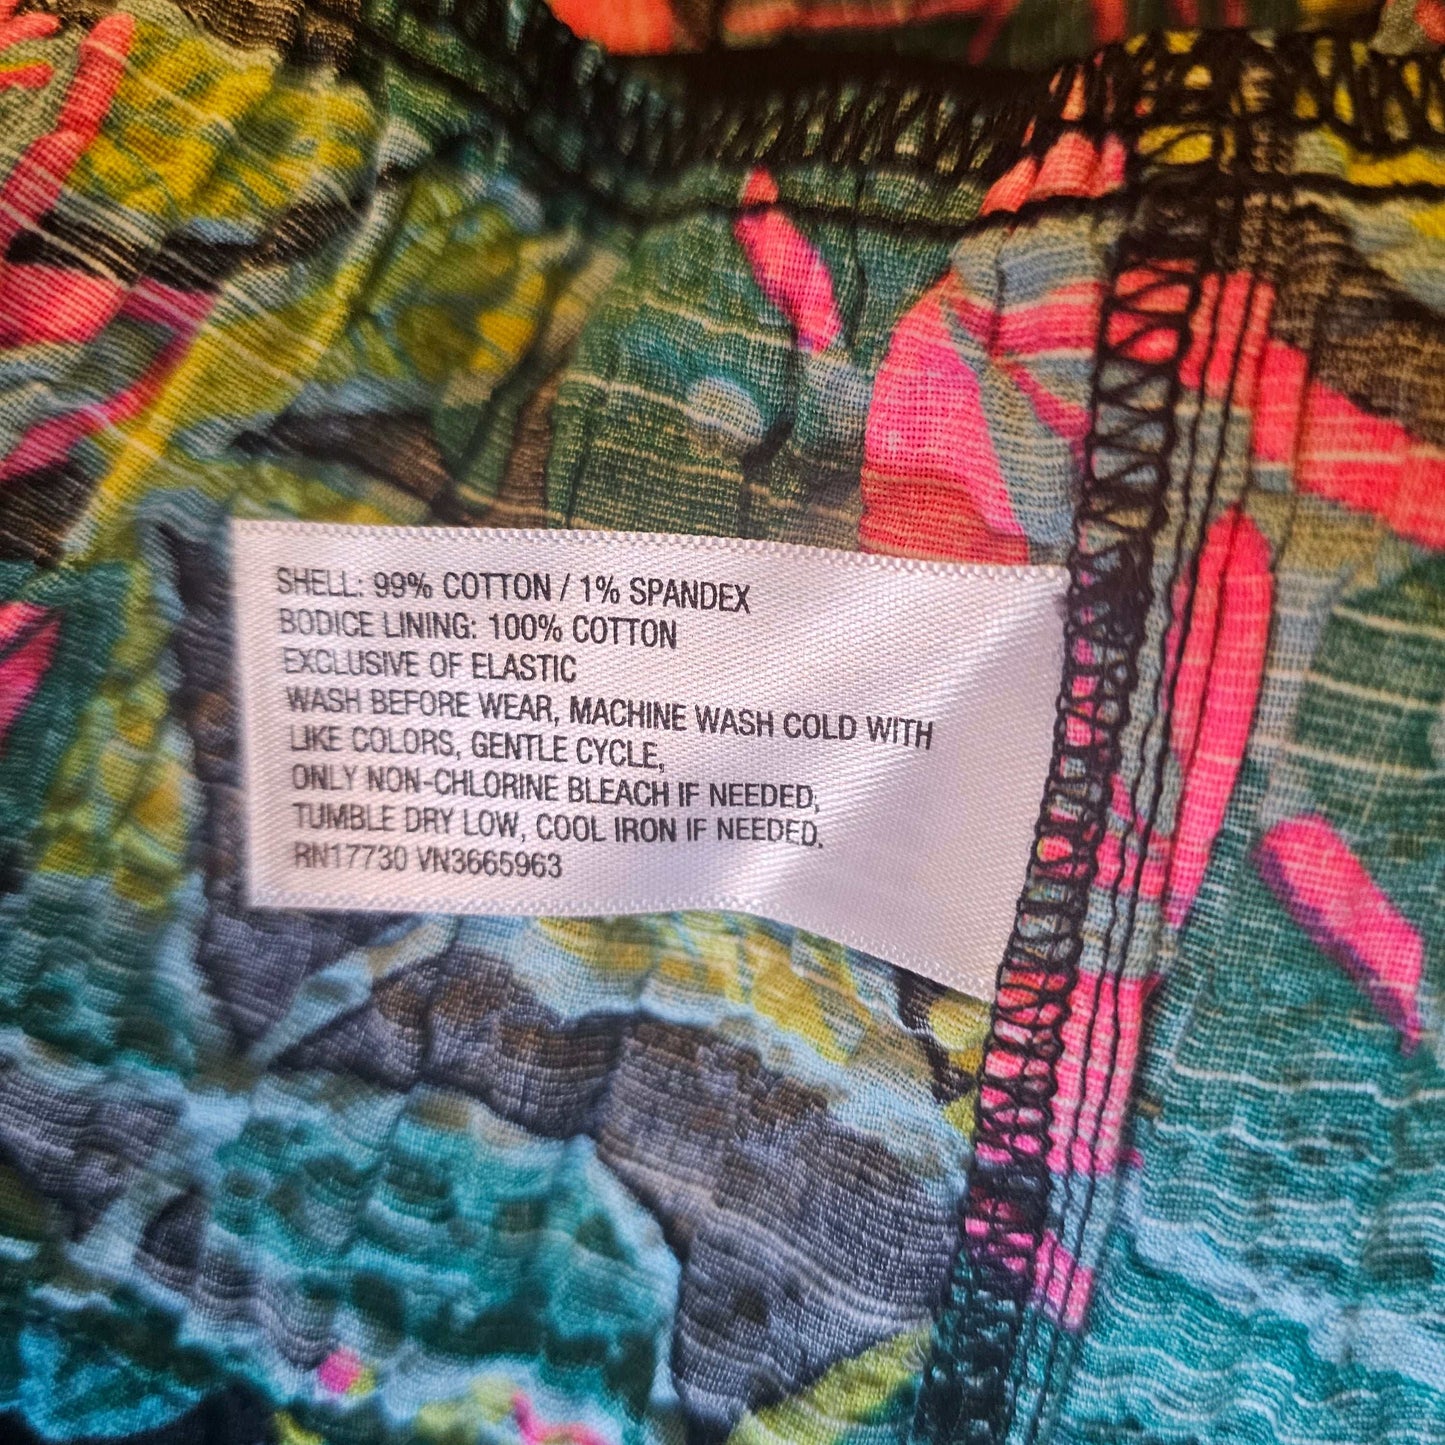 SHELL: 99% COTTON / 1% SPANDEX
BODICE LINING: 100% COTTON
EXCLUSIVE OF ELASTIC
WASH BEFORE WEAR, MACHINE WASH COLD WITH
LIKE COLORS, GENTLE CYCLE,
ONLY NON-CHLORINE BLEACH IF NEEDED,
TUMBLE DRY LOW, COOL IRON IF NEEDED.
RN17730 VN3665963